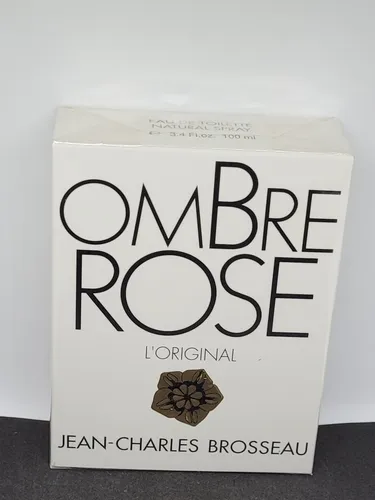 EAU DE TOILETTE
NATURAL SPRAY
e 3.4 Fl.oz. 100 ml
OMBRE
ROSE
L'ORIGINAL
JEAN-CHARLES BROSSEAU